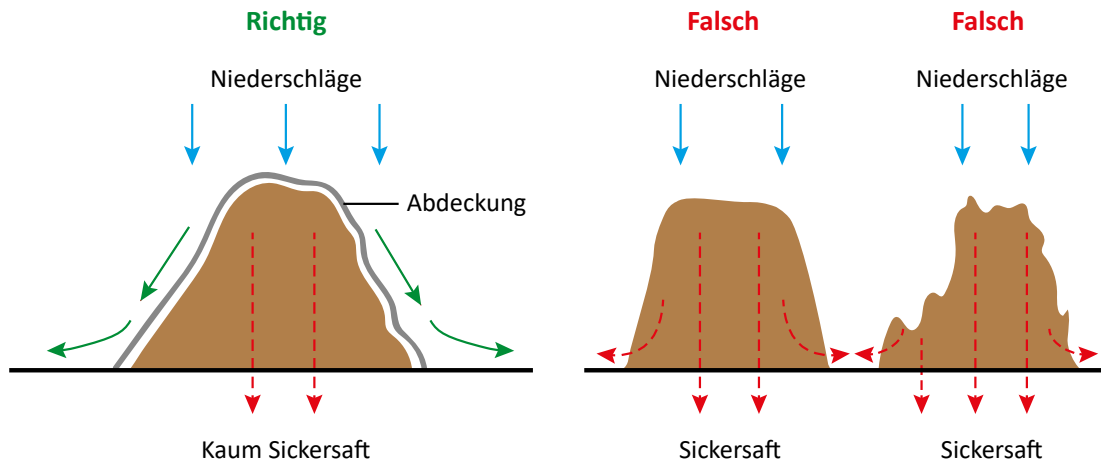 Richtig
Falsch
Falsch
Niederschläge
Niederschläge
Niederschläge
Abdeckung
Kaum Sickersaft
Sickersaft
Sickersaft